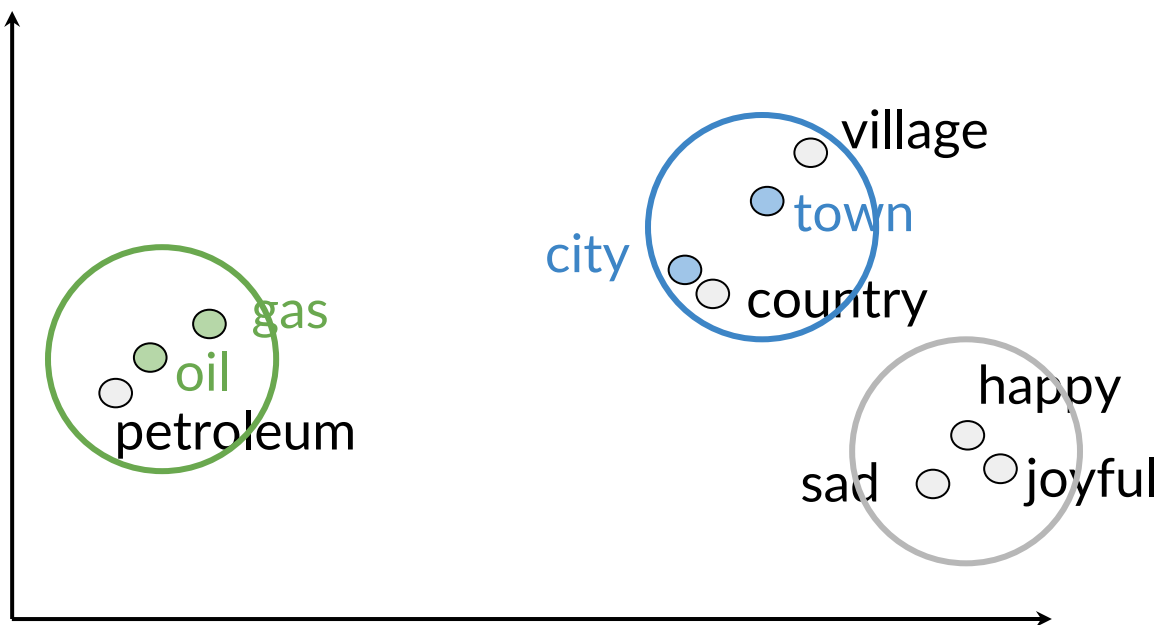 village
town
city
country
gas
oil
petroleum
happy
sad
joyful